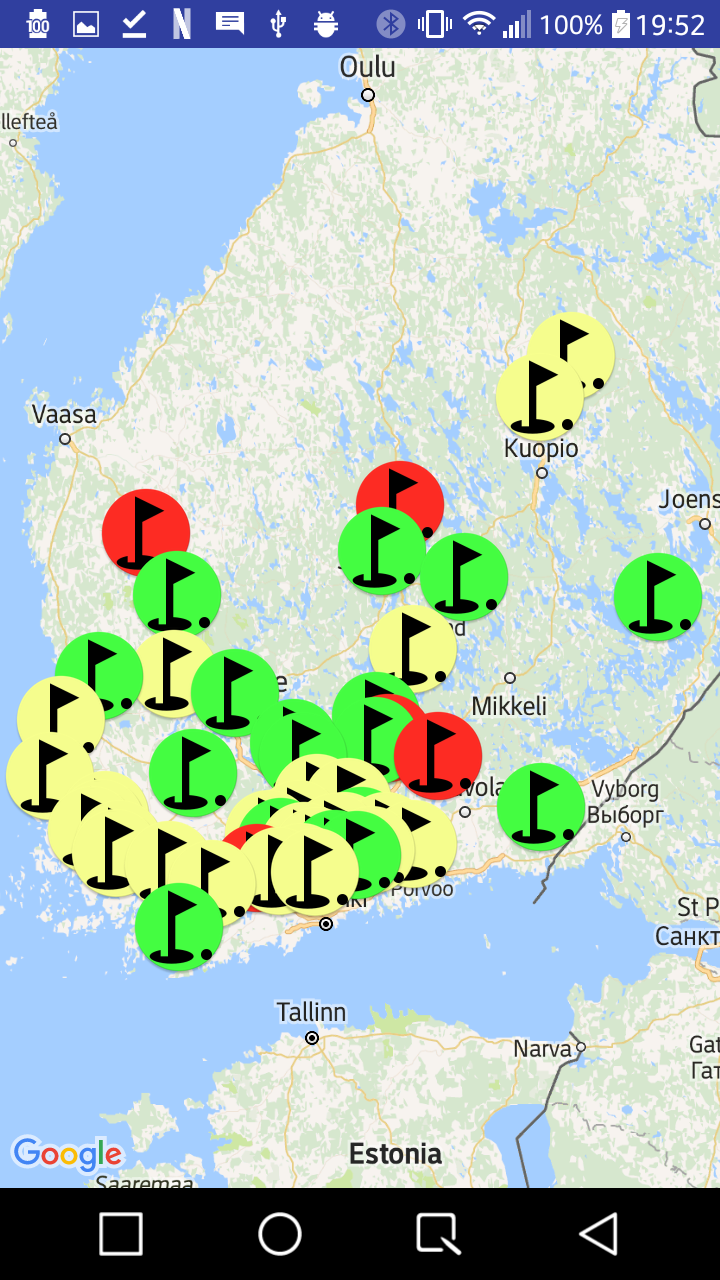 100 100% 19:52
Oulu
llefteå
Vaasa
Kuopio
Joens
Mikkeli
Vyborg
Выборг
Porvoo
St P
Санкт
Tallinn
Narva
Gat
Гат
Estonia
Google
Saaremaa